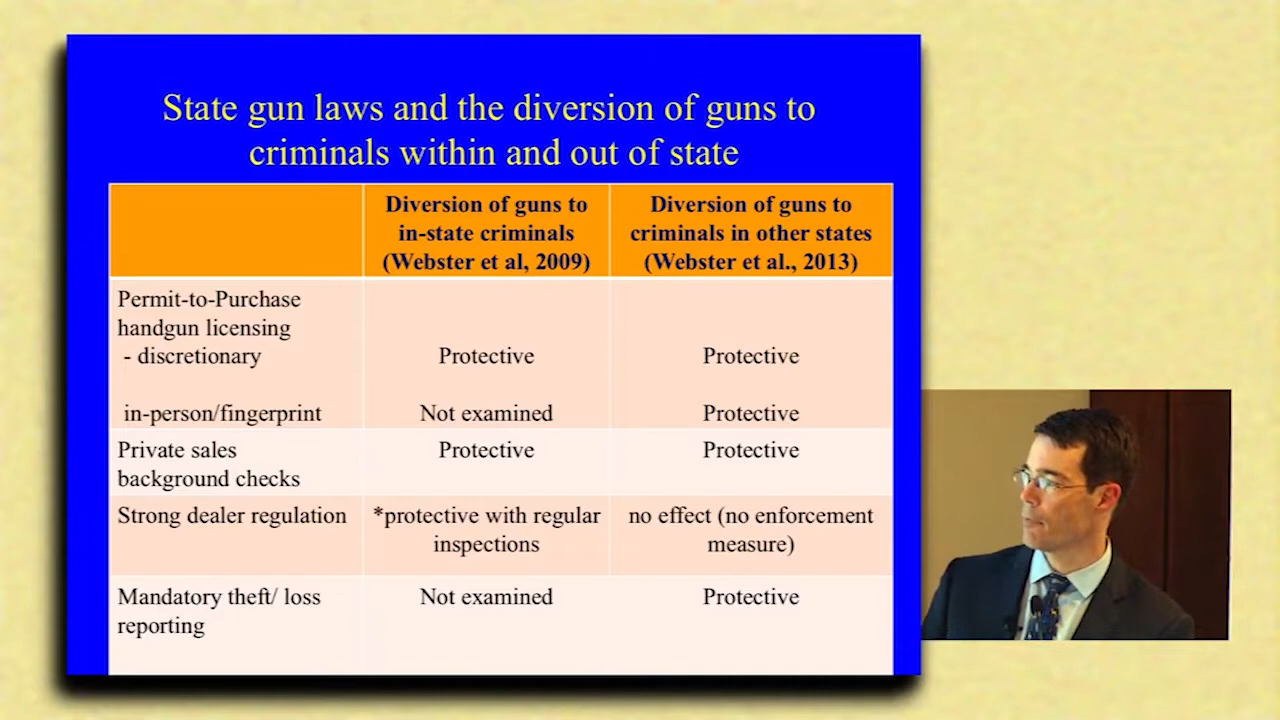 State gun laws and the diversion of guns to
criminals within and out of state
Diversion of guns to
in-state criminals
(Webster et al, 2009)
Diversion of guns to
criminals in other states
(Webster et al., 2013)
Permit-to-Purchase
handgun licensing
- discretionary
Protective
Protective
in-person/fingerprint
Not examined
Protective
Private sales
background checks
Protective
Protective
Strong dealer regulation
*protective with regular
inspections
no effect (no enforcement
measure)
Mandatory theft/ loss
reporting
Not examined
Protective